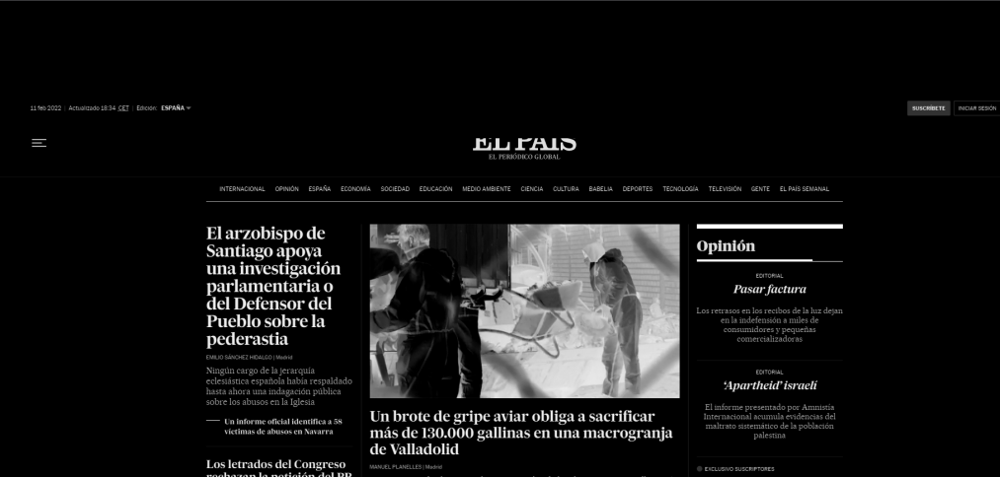 11 feb 2022 | Actualizado 18:34 CET | Edición: ESPAÑA
SUSCRÍBETE
INICIAR SESIÓN
EL PAÍS
EL PERIÓDICO GLOBAL
INTERNACIONAL OPINIÓN ESPAÑA ECONOMÍA SOCIEDAD EDUCACIÓN MEDIO AMBIENTE CIENCIA CULTURA BABELIA DEPORTES TECNOLOGÍA TELEVISIÓN GENTE EL PAÍS SEMANAL
El arzobispo de
Santiago apoya
una investigación
parlamentaria o
del Defensor del
Pueblo sobre la
pederastia
EMILIO SÁNCHEZ HIDALGO | Madrid
Ningún cargo de la jerarquía
eclesiástica española había respaldado
hasta ahora una indagación pública
sobre los abusos en la Iglesia
Un informe oficial identifica a 58
víctimas de abusos en Navarra
Los letrados del Congreso
rechazan la petición del PP
Un brote de gripe aviar obliga a sacrificar
más de 130.000 gallinas en una macrogranja
de Valladolid
MANUEL PLANELLES | Madrid
Opinión
EDITORIAL
Pasar factura
Los retrasos en los recibos de la luz dejan
en la indefensión a miles de
consumidores y pequeñas
comercializadoras
EDITORIAL
‘Apartheid’ israelí
El informe presentado por Amnistía
Internacional acumula evidencias del
maltrato sistemático de la población
palestina
EXCLUSIVO SUSCRIPTORES